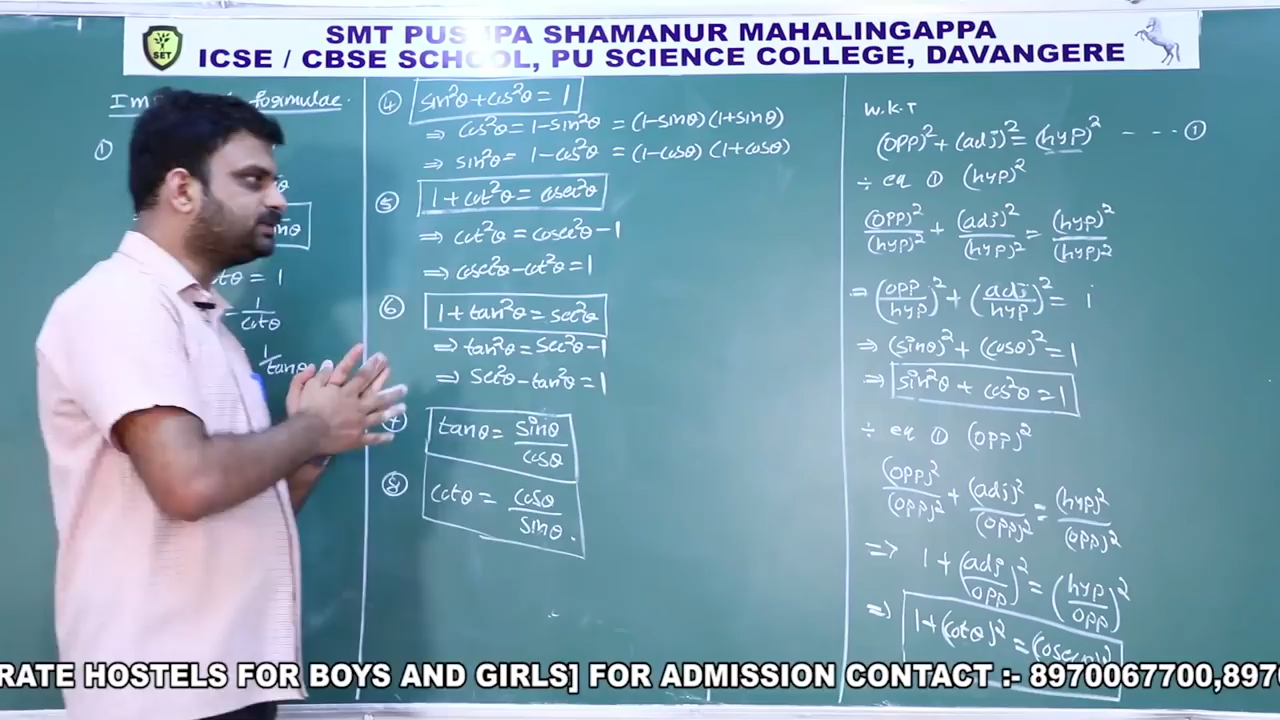 SMT PUSHPA SHAMANUR MAHALINGAPPA
ICSE / CBSE SCHOOL, PU SCIENCE COLLEGE, DAVANGERE
SET
formulae.
①
cotθ = 1
= 1/cotθ
1/tanθ
④ sin²θ + cos²θ = 1
⇒ cos²θ = 1 - sin²θ = (1-sinθ)(1+sinθ)
⇒ sin²θ = 1 - cos²θ = (1-cosθ)(1+cosθ)
⑤ 1 + cot²θ = cosec²θ
⇒ cot²θ = cosec²θ - 1
⇒ cosec²θ - cot²θ = 1
⑥ 1 + tan²θ = sec²θ
⇒ tan²θ = sec²θ - 1
⇒ sec²θ - tan²θ = 1
⑦ tanθ = sinθ/cosθ
⑧ cotθ = cosθ/sinθ.
W.K.T
(opp)² + (adj)² = (hyp)² - - - - ①
÷ eq ① (hyp)²
(opp)²/(hyp)² + (adj)²/(hyp)² = (hyp)²/(hyp)²
⇒ (opp/hyp)² + (adj/hyp)² = 1
⇒ (sinθ)² + (cosθ)² = 1
⇒ sin²θ + cos²θ = 1
÷ eq ① (opp)²
(opp)²/(opp)² + (adj)²/(opp)² = (hyp)²/(opp)²
⇒ 1 + (adj/opp)² = (hyp/opp)²
⇒ 1 + (cotθ)² =
RATE HOSTELS FOR BOYS AND GIRLS] FOR ADMISSION CONTACT :- 8970067700,897